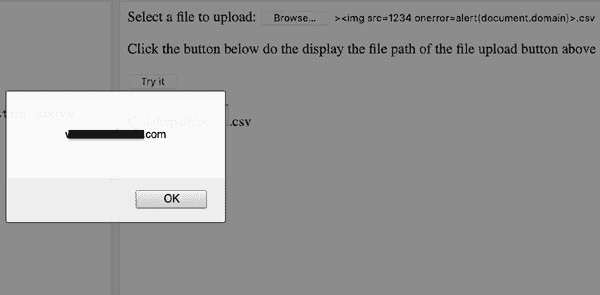 Select a file to upload: Browse... ><img src=1234 onerror=alert(document.domain)>.csv
Click the button below do the display the file path of the file upload button above
Try it
.com
.csv
OK